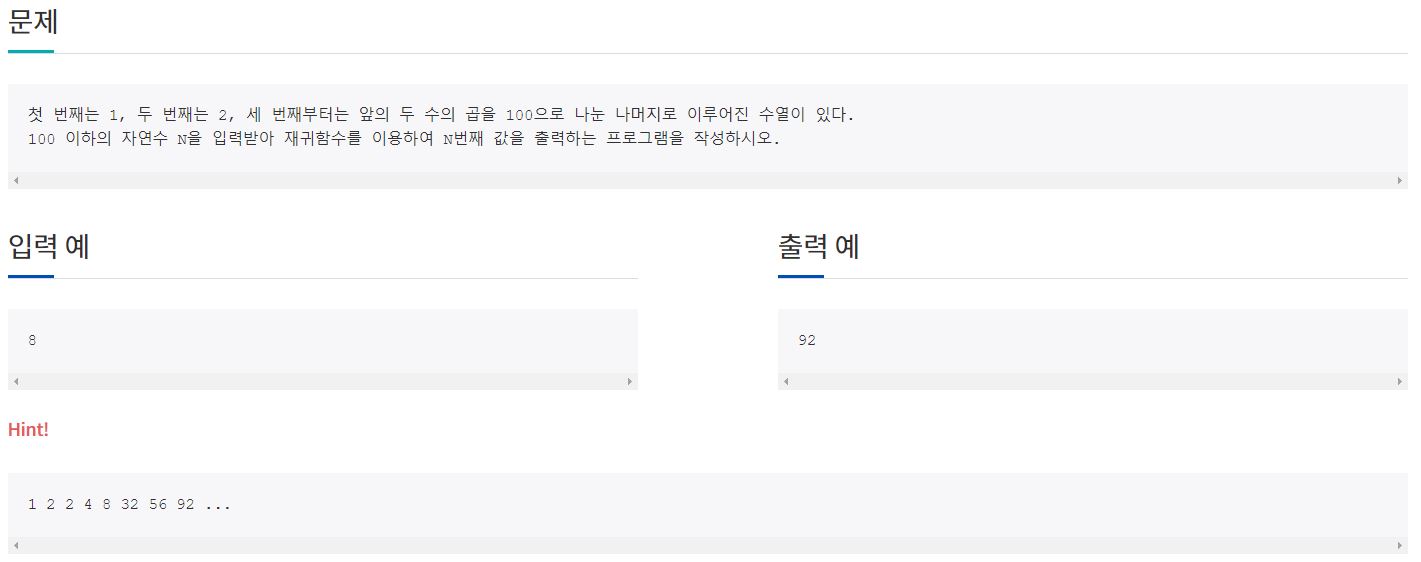 문제
첫 번째는 1, 두 번째는 2, 세 번째부터는 앞의 두 수의 곱을 100으로 나눈 나머지로 이루어진 수열이 있다.
100 이하의 자연수 N을 입력받아 재귀함수를 이용하여 N번째 값을 출력하는 프로그램을 작성하시오.
입력 예
출력 예
8
92
Hint!
1 2 2 4 8 32 56 92 ...